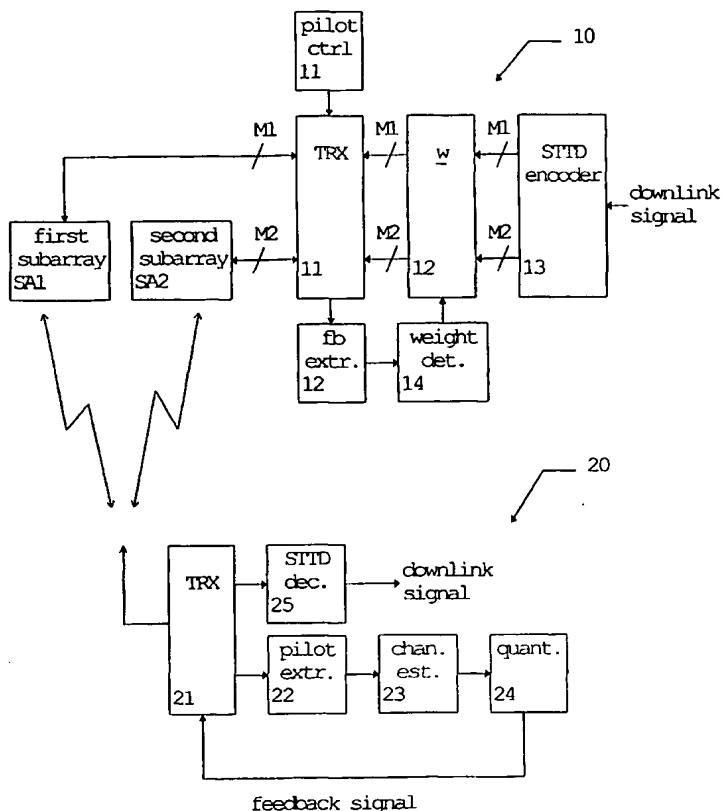 pilot
ctrl
11
10
M1
TRX
M1
w
M1
STTD
encoder
downlink
signal
first
subarray
SA1
second
subarray
SA2
M2
11
M2
12
M2
13
fb
extr.
12
weight
det.
14
20
TRX
21
STTD
dec.
25
downlink
signal
pilot
extr.
22
chan.
est.
23
quant.
24
feedback signal